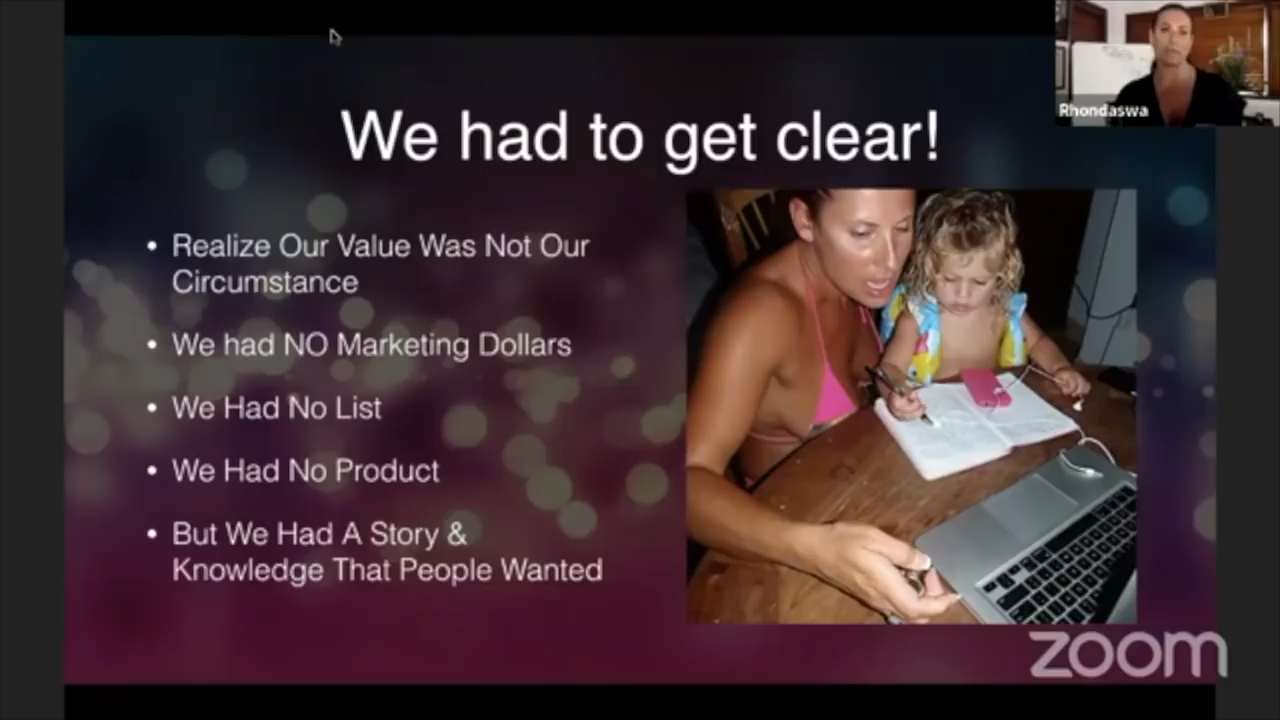 Rhondaswa
We had to get clear!
• Realize Our Value Was Not Our
Circumstance
• We had NO Marketing Dollars
• We Had No List
• We Had No Product
• But We Had A Story &
Knowledge That People Wanted
zoom